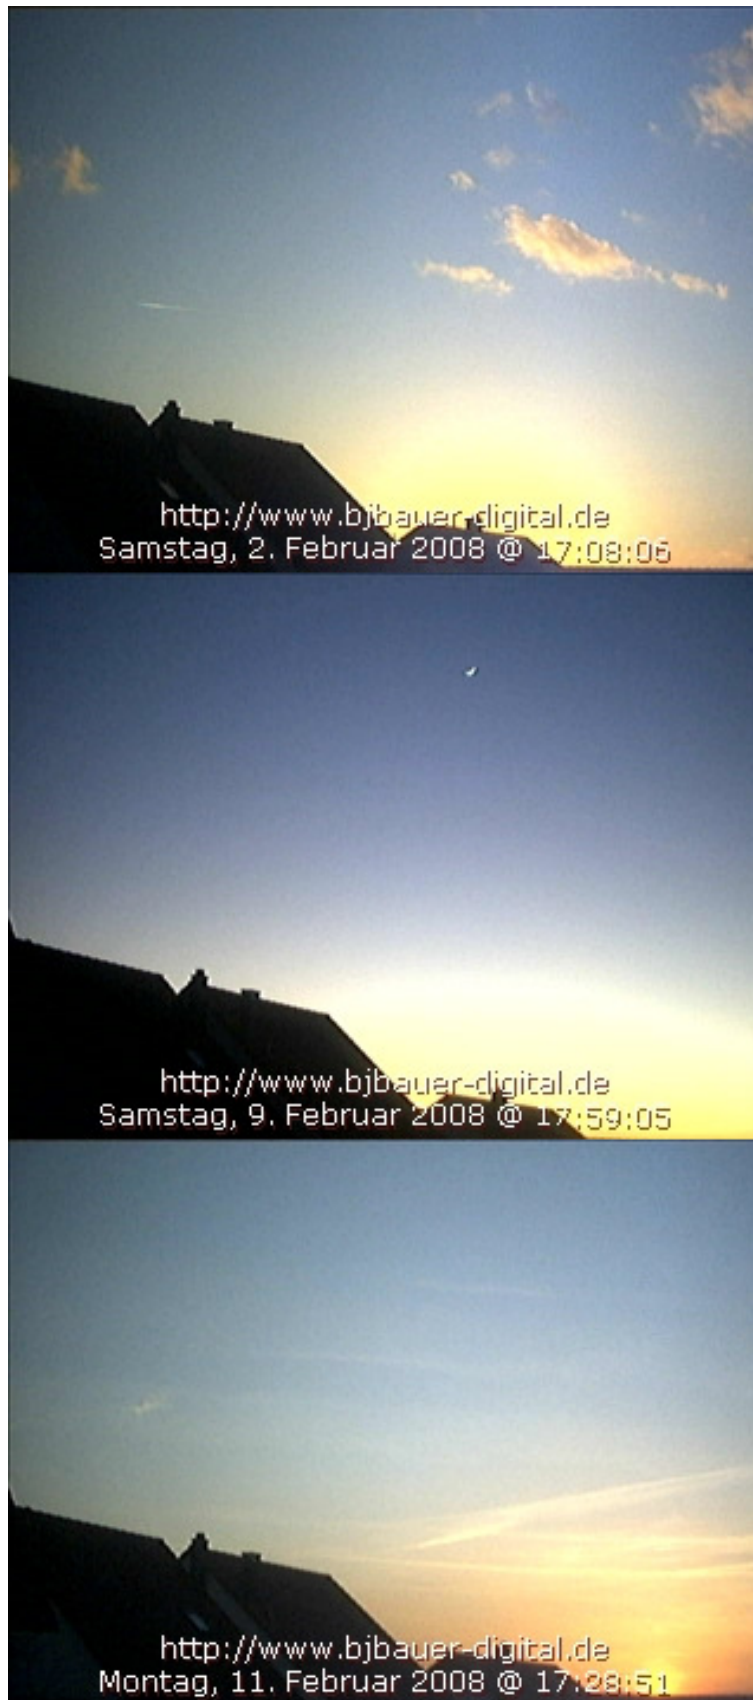 http://www.bjbauer-digital.de
Samstag, 2. Februar 2008 @ 17:08:06
http://www.bjbauer-digital.de
Samstag, 9. Februar 2008 @ 17:59:05
http://www.bjbauer-digital.de
Montag, 11. Februar 2008 @ 17:28:51